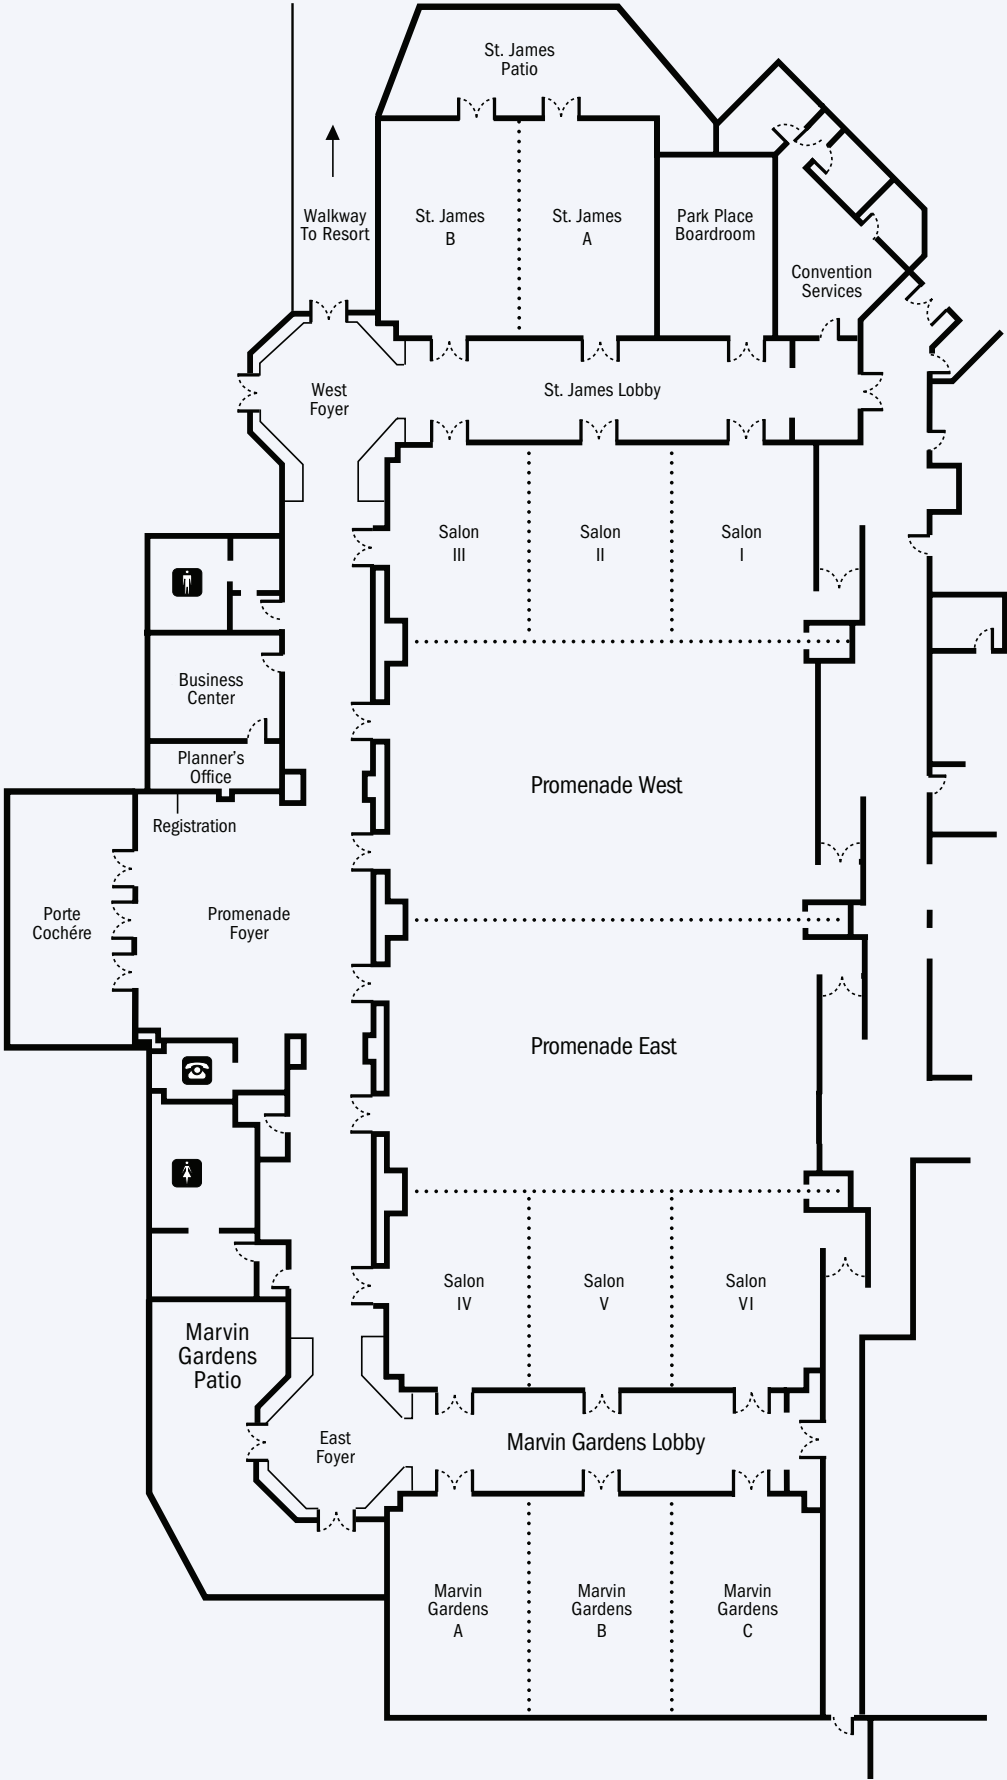 St. James
Patio
Walkway
To Resort
St. James
B
St. James
A
Park Place
Boardroom
Convention
Services
West
Foyer
St. James Lobby
Salon
III
Salon
II
Salon
I
Business
Center
Planner's
Office
Registration
Promenade West
Porte
Cochére
Promenade
Foyer
Promenade East
Salon
IV
Salon
V
Salon
VI
Marvin
Gardens
Patio
East
Foyer
Marvin Gardens Lobby
Marvin
Gardens
A
Marvin
Gardens
B
Marvin
Gardens
C